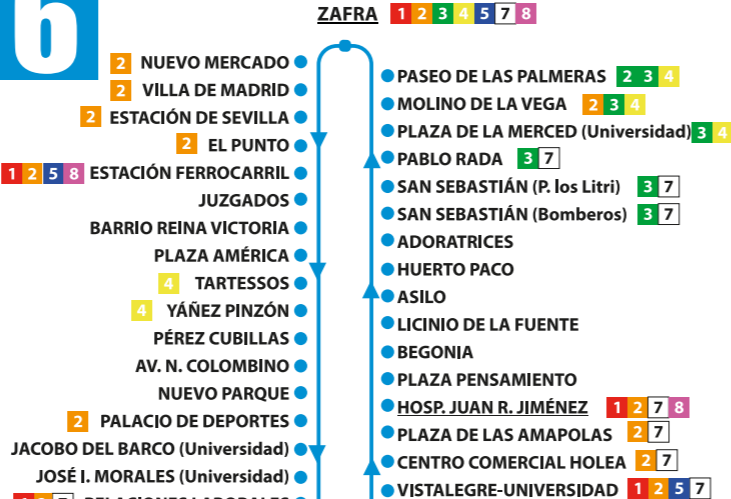 6
ZAFRA 1 2 3 4 5 7 8
2 NUEVO MERCADO
2 VILLA DE MADRID
2 ESTACIÓN DE SEVILLA
2 EL PUNTO
1 2 5 8 ESTACIÓN FERROCARRIL
JUZGADOS
BARRIO REINA VICTORIA
PLAZA AMÉRICA
4 TARTESSOS
4 YÁÑEZ PINZÓN
PÉREZ CUBILLAS
AV. N. COLOMBINO
NUEVO PARQUE
2 PALACIO DE DEPORTES
JACOBO DEL BARCO (Universidad)
JOSÉ I. MORALES (Universidad)
RELACIONES LABORALES
PASEO DE LAS PALMERAS 2 3 4
MOLINO DE LA VEGA 2 3 4
PLAZA DE LA MERCED (Universidad) 3 4
PABLO RADA 3 7
SAN SEBASTIÁN (P. los Litri) 3 7
SAN SEBASTIÁN (Bomberos) 3 7
ADORATRICES
HUERTO PACO
ASILO
LICINIO DE LA FUENTE
BEGONIA
PLAZA PENSAMIENTO
HOSP. JUAN R. JIMÉNEZ 1 2 7 8
PLAZA DE LAS AMAPOLAS 2 7
CENTRO COMERCIAL HOLEA 2 7
VISTALEGRE-UNIVERSIDAD 1 2 5 7